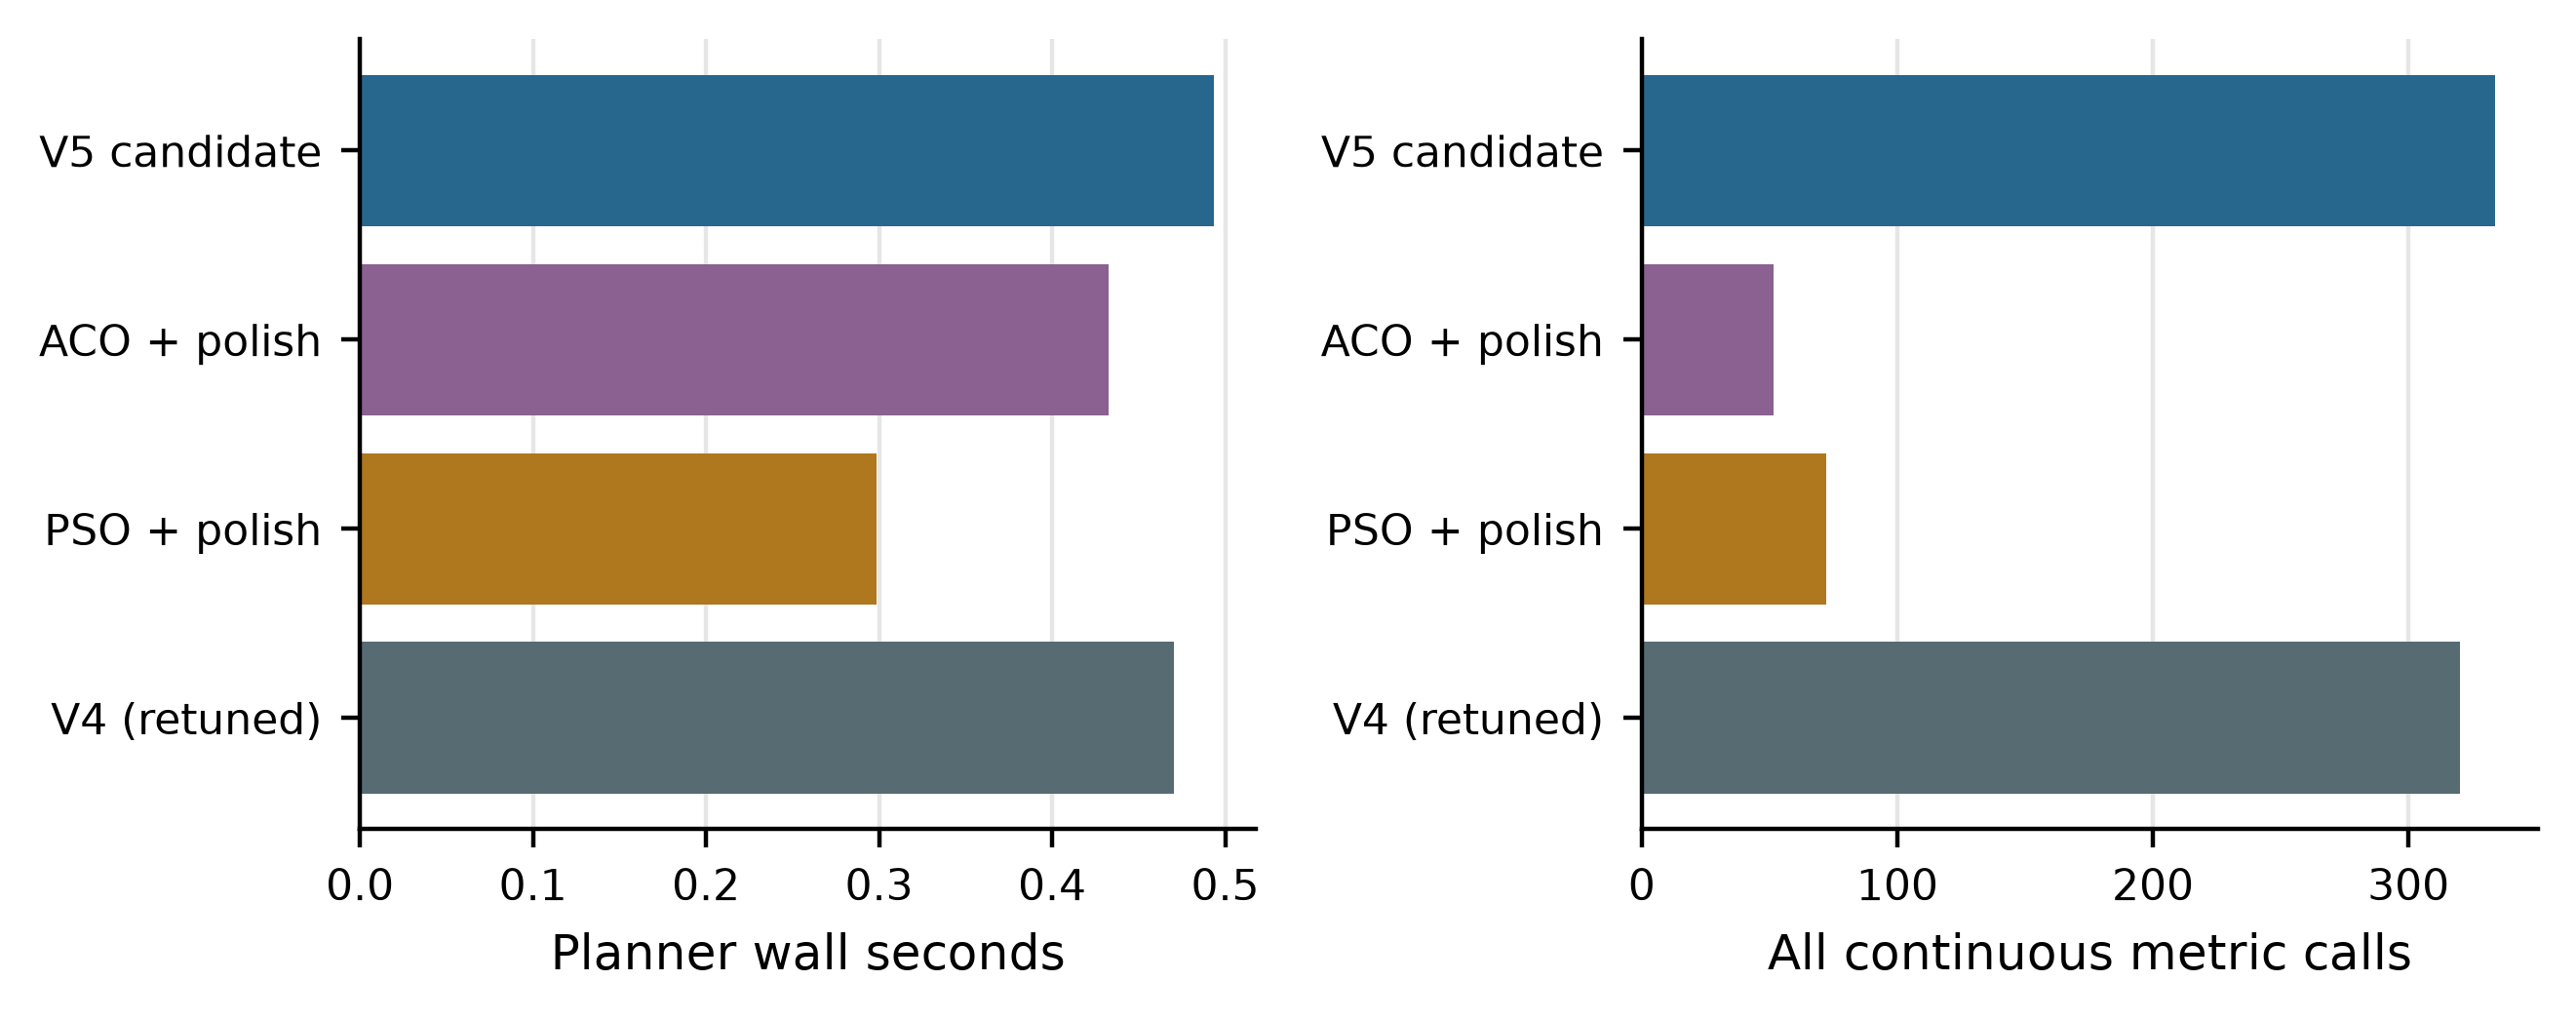 V5 candidate
ACO + polish
PSO + polish
V4 (retuned)
0.0 0.1 0.2 0.3 0.4 0.5
Planner wall seconds
V5 candidate
ACO + polish
PSO + polish
V4 (retuned)
0 100 200 300
All continuous metric calls